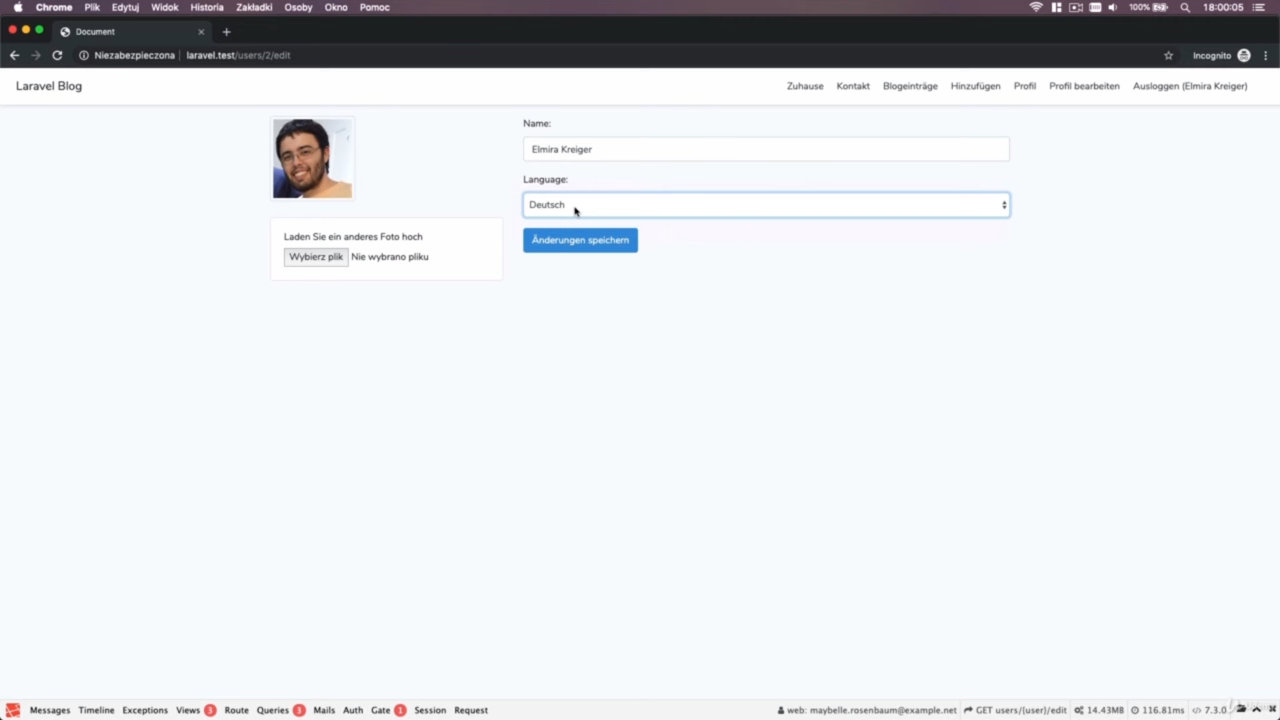 Chrome Plik Edytuj Widok Historia Zakładki Osoby Okno Pomoc 100% 18:00:05
Document
Niezabezpieczona laravel.test/users/2/edit Incognito
Laravel Blog Zuhause Kontakt Blogeinträge Hinzufügen Profil Profil bearbeiten Ausloggen (Elmira Kreiger)
Name:
Elmira Kreiger
Language:
Deutsch
Änderungen speichern
Laden Sie ein anderes Foto hoch
Wybierz plik Nie wybrano pliku
Messages Timeline Exceptions Views 3 Route Queries 3 Mails Auth Gate 1 Session Request web: maybelle.rosenbaum@example.net GET users/{user}/edit 14.43MB 116.81ms 7.3.0